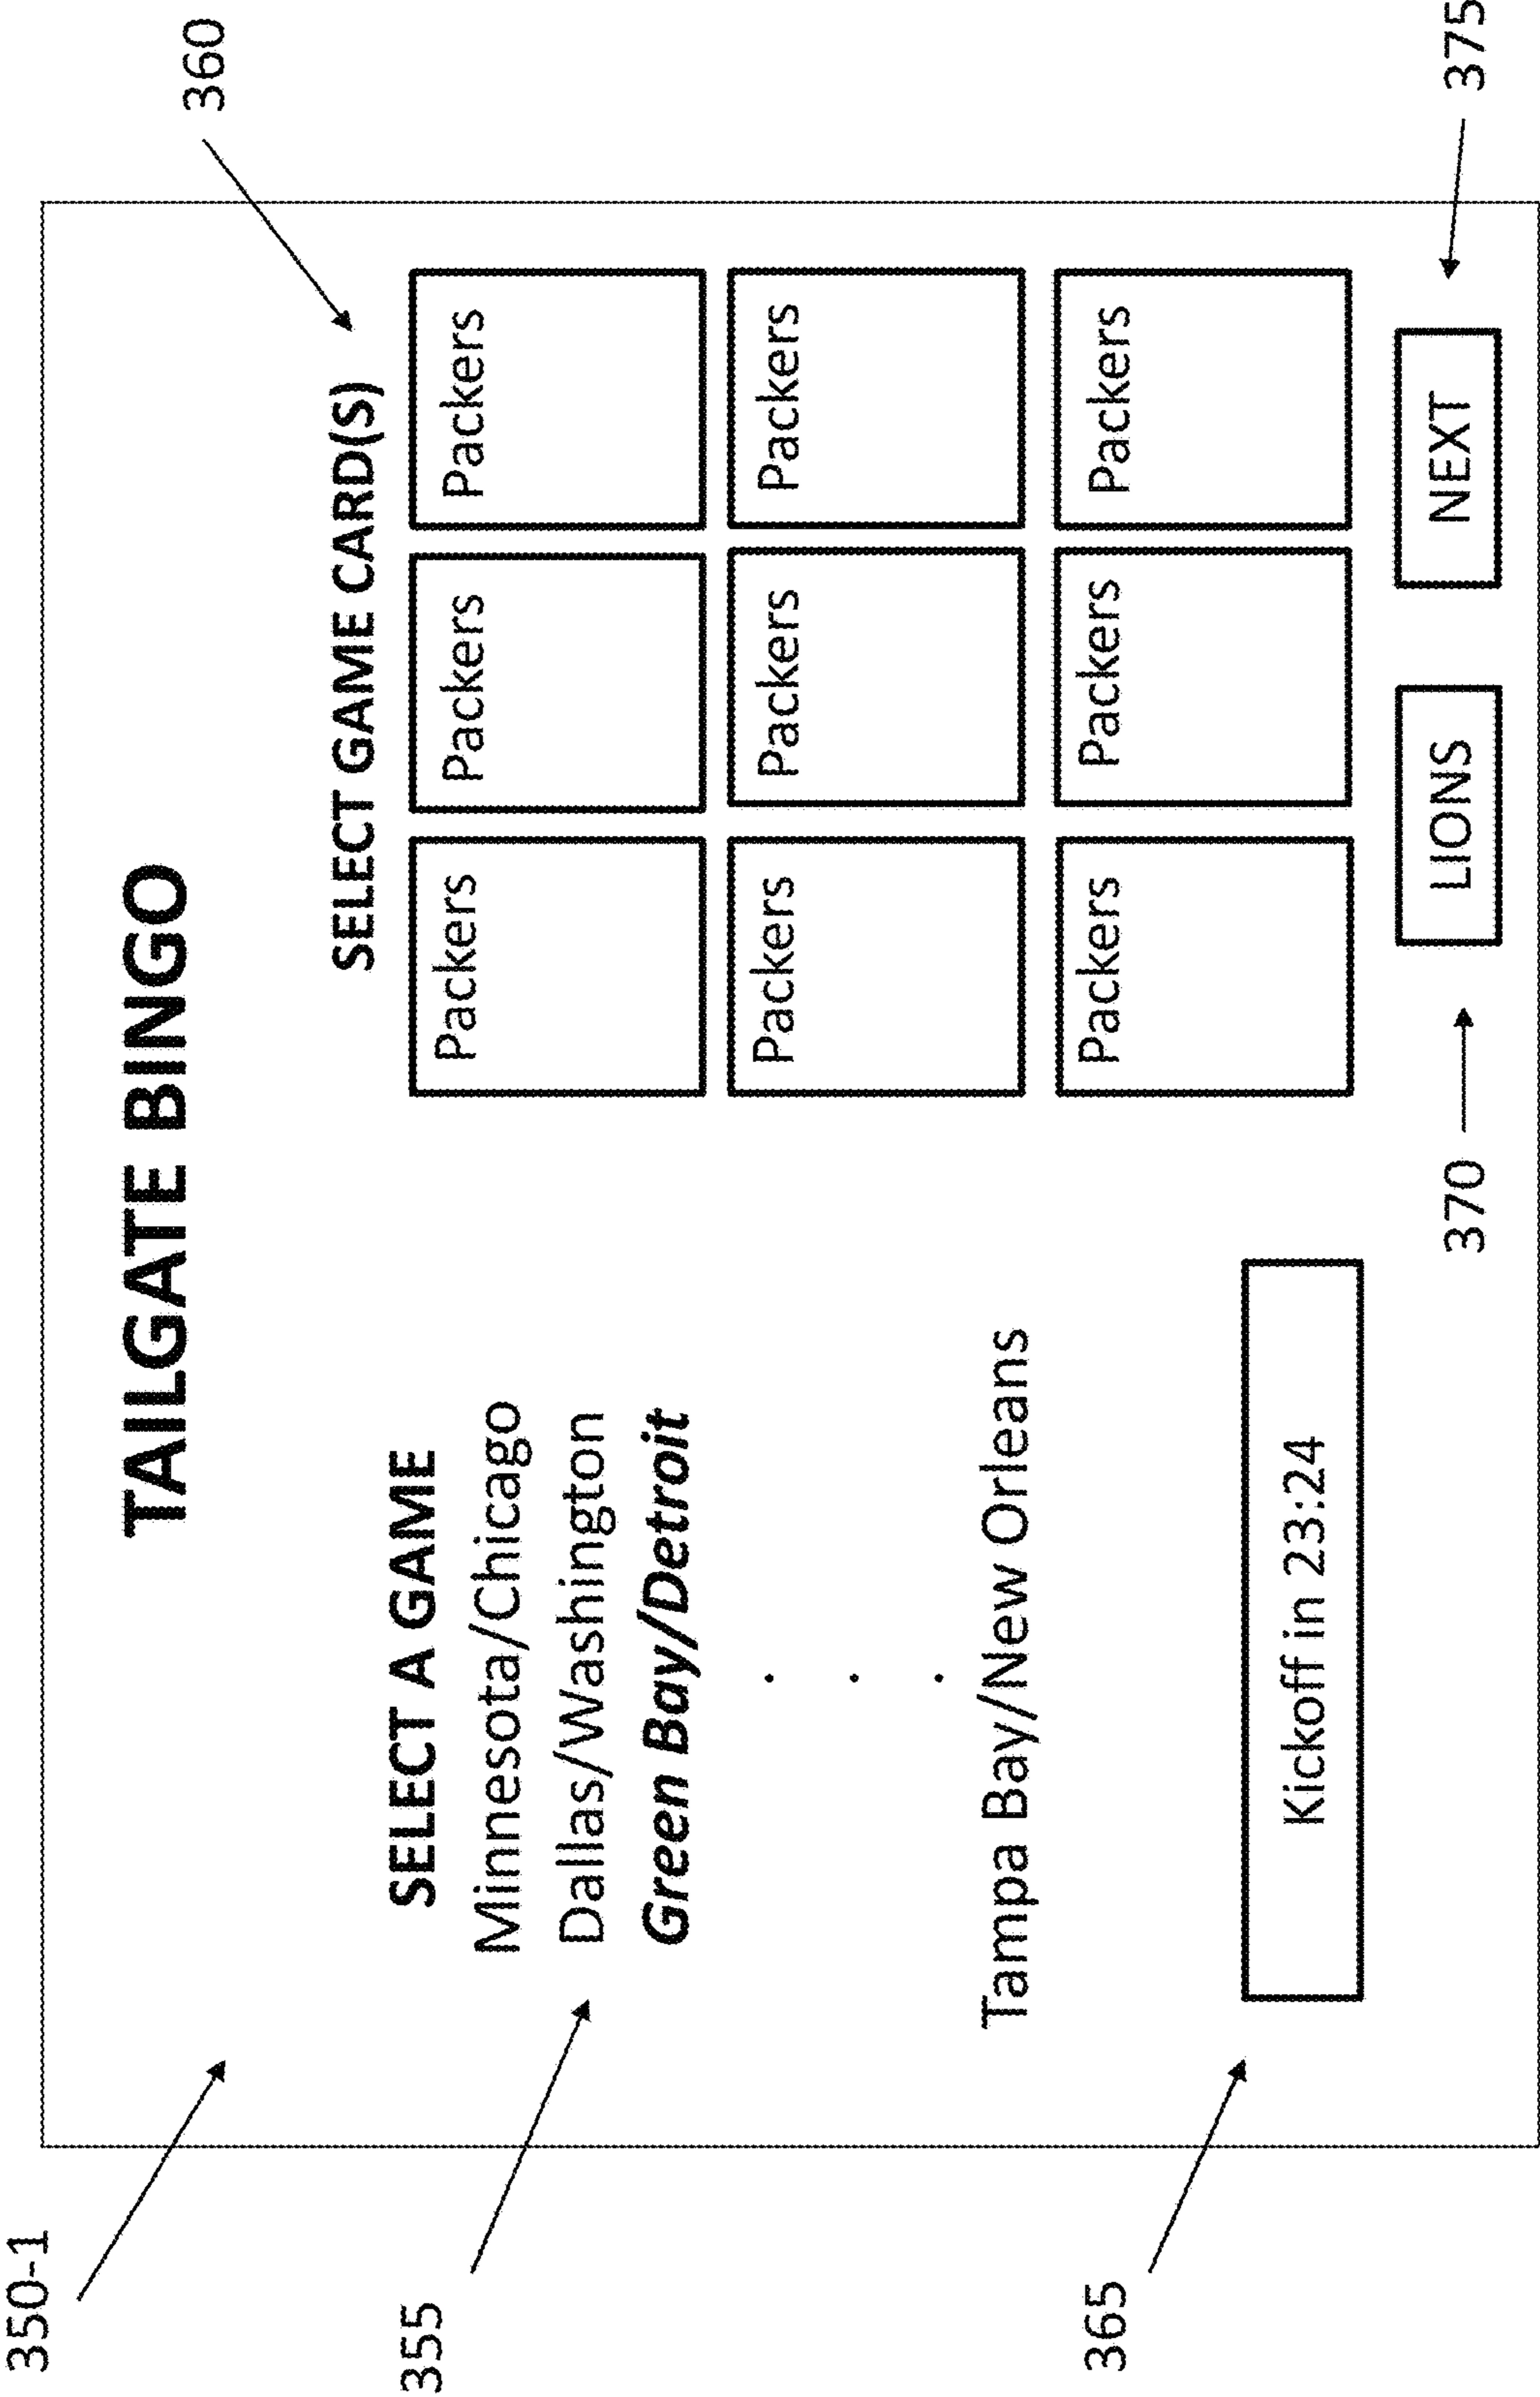 350-1
360
TAILGATE BINGO
SELECT A GAME
355
Minnesota/Chicago
Dallas/Washington
Green Bay/Detroit
.
.
.
Tampa Bay/New Orleans
365
Kickoff in 23:24
SELECT GAME CARD(S)
Packers Packers Packers
Packers Packers Packers
Packers Packers Packers
370
LIONS
NEXT
375